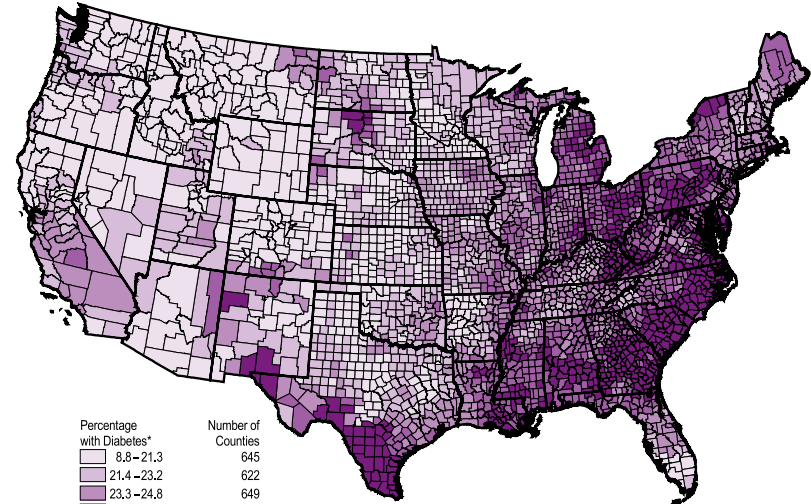 Percentage Number of
with Diabetes* Counties
8.8–21.3 645
21.4–23.2 622
23.3–24.8 649